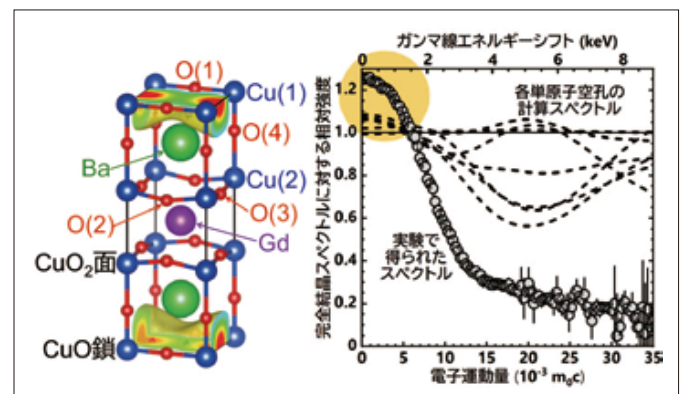 O(1)
Cu(1)
O(4)
Ba
Cu(2)
O(2)
O(3)
Gd
CuO₂面
CuO鎖
ガンマ線エネルギーシフト (keV)
0 2 4 6 8
完全結晶スペクトルに対する相対強度
1.2
1.0
0.8
0.6
0.4
0.2
0
各単原子空孔の
計算スペクトル
実験で
得られた
スペクトル
0 5 10 15 20 25 30 35
電子運動量 (10⁻³ m₀c)